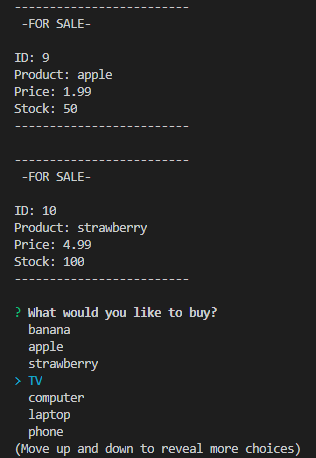 -------------------------
-FOR SALE-
ID: 9
Product: apple
Price: 1.99
Stock: 50
-------------------------
-------------------------
-FOR SALE-
ID: 10
Product: strawberry
Price: 4.99
Stock: 100
-------------------------
? What would you like to buy?
banana
apple
strawberry
> TV
computer
laptop
phone
(Move up and down to reveal more choices)